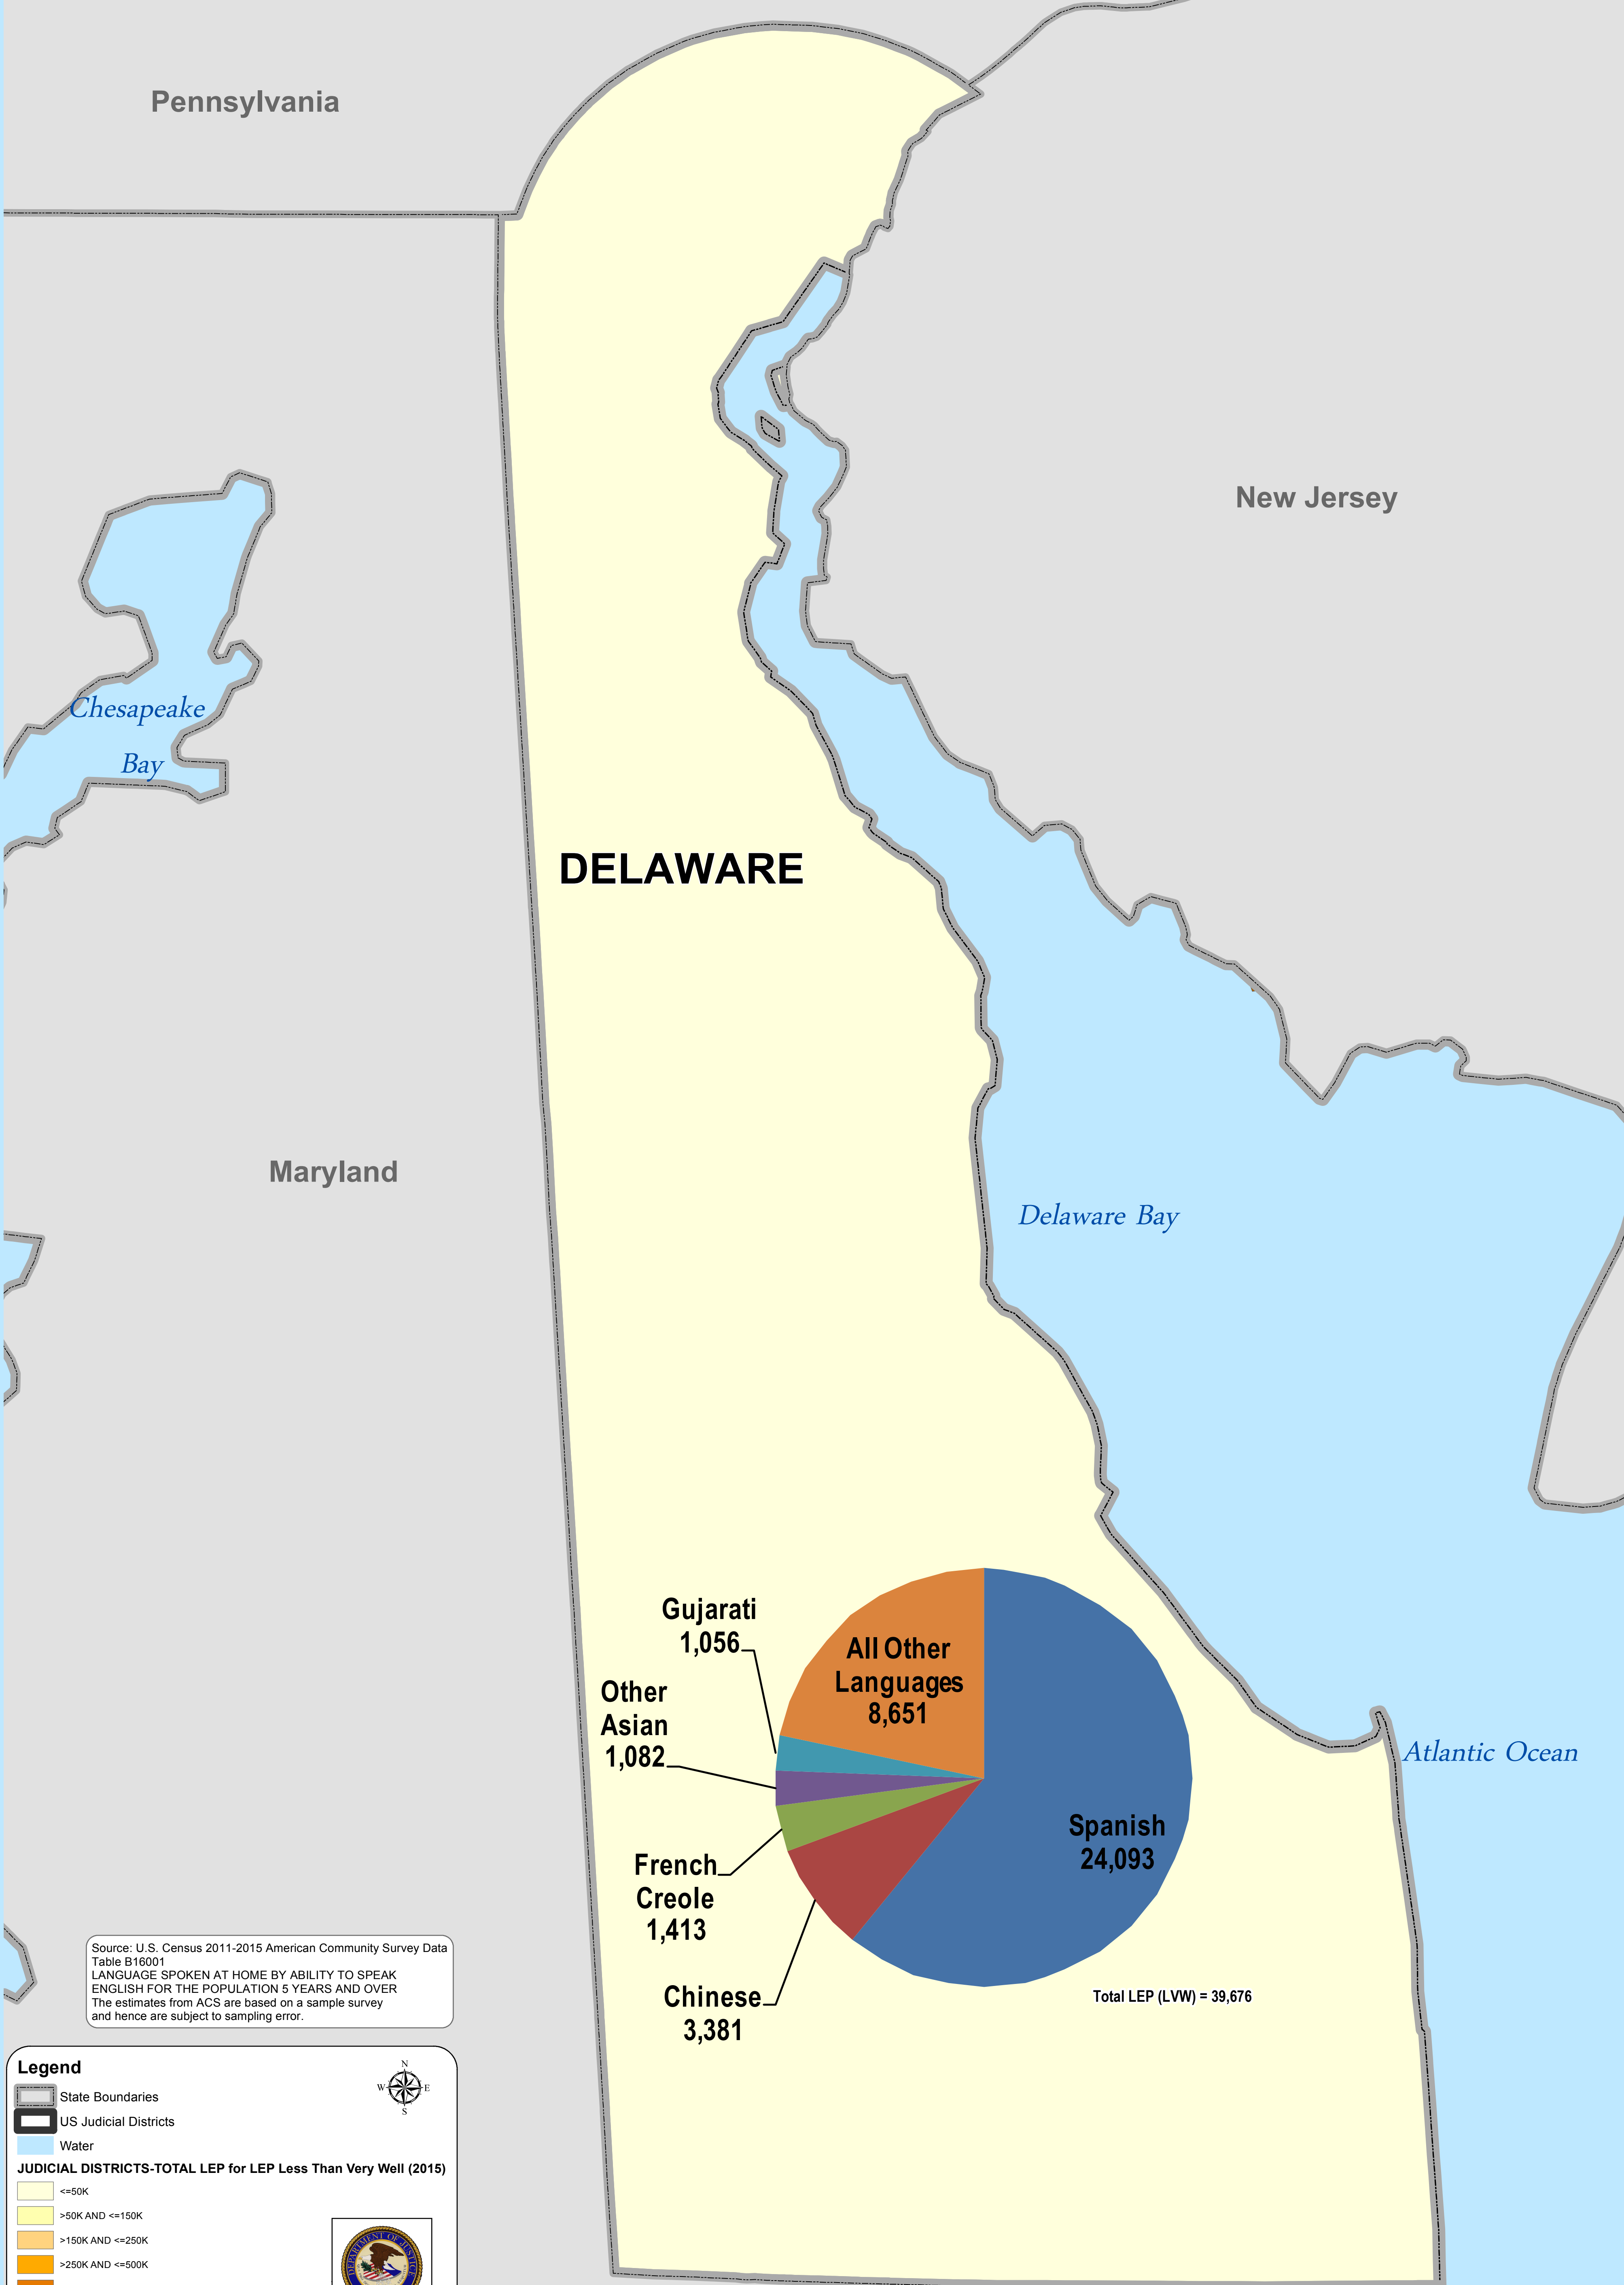 Pennsylvania
New Jersey
Chesapeake
Bay
DELAWARE
Maryland
Delaware Bay
Gujarati
1,056
All Other
Languages
8,651
Other
Asian
1,082
Atlantic Ocean
Spanish
24,093
French
Creole
1,413
Chinese
3,381
Total LEP (LVW) = 39,676
Source: U.S. Census 2011-2015 American Community Survey Data
Table B16001
LANGUAGE SPOKEN AT HOME BY ABILITY TO SPEAK
ENGLISH FOR THE POPULATION 5 YEARS AND OVER
The estimates from ACS are based on a sample survey
and hence are subject to sampling error.
Legend
N
W E
S
State Boundaries
US Judicial Districts
Water
JUDICIAL DISTRICTS-TOTAL LEP for LEP Less Than Very Well (2015)
<=50K
>50K AND <=150K
>150K AND <=250K
>250K AND <=500K
DEPARTMENT OF JUSTICE